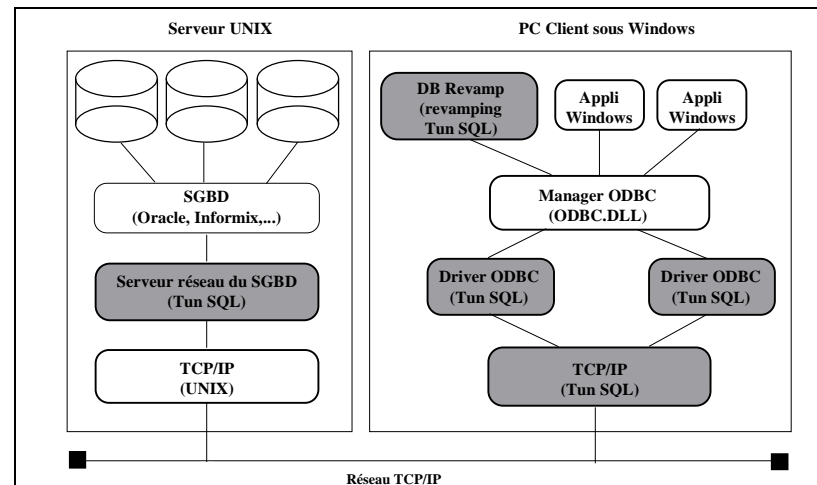 Serveur UNIX
PC Client sous Windows
DB Revamp
(revamping
Tun SQL)
Appli
Windows
Appli
Windows
SGBD
(Oracle, Informix,...)
Manager ODBC
(ODBC.DLL)
Serveur réseau du SGBD
(Tun SQL)
Driver ODBC
(Tun SQL)
Driver ODBC
(Tun SQL)
TCP/IP
(UNIX)
TCP/IP
(Tun SQL)
Réseau TCP/IP